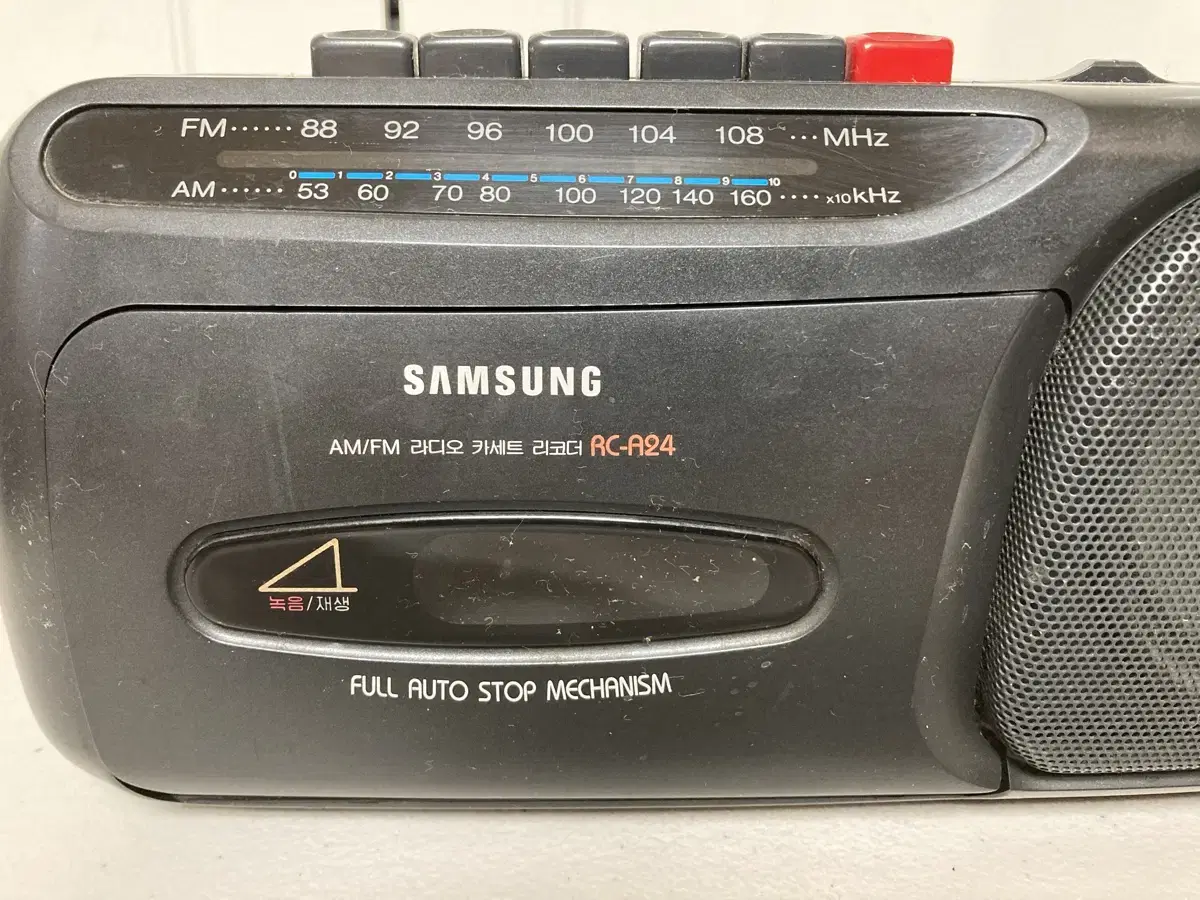 FM······ 88 92 96 100 104 108 ···MHz
0 1 2 3 4 5 6 7 8 9 10
AM······ 53 60 70 80 100 120 140 160 ····x10kHz
SAMSUNG
AM/FM 라디오 카세트 리코더 RC-A24
녹음/재생
FULL AUTO STOP MECHANISM